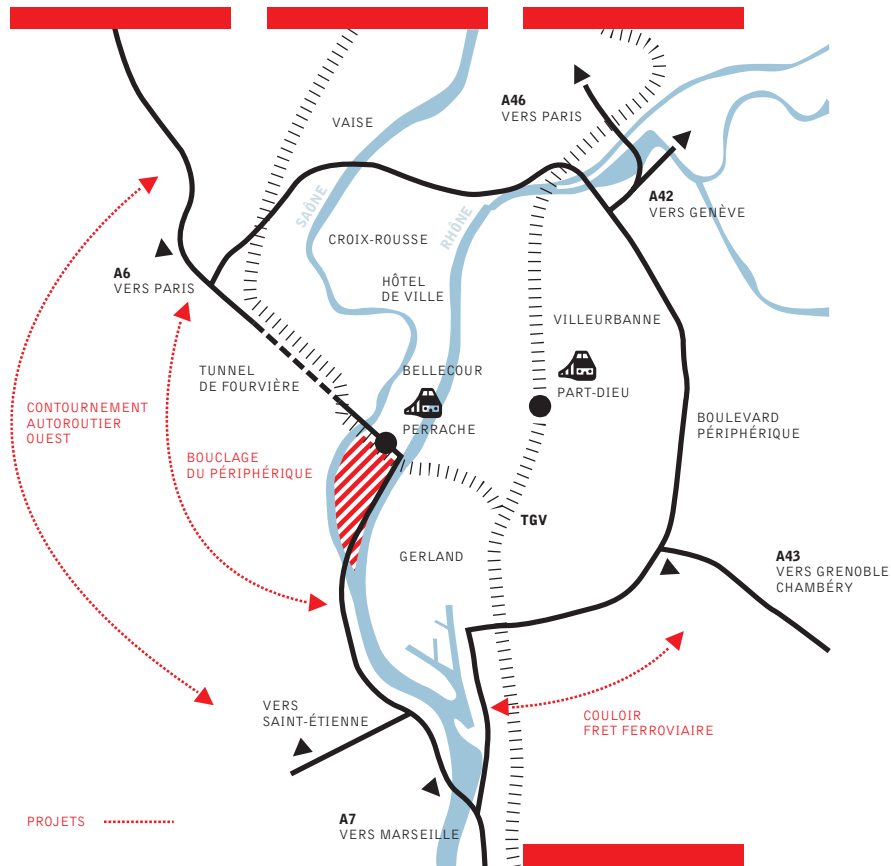 A46
VERS PARIS
VAISE
SAÔNE
RHÔNE
A42
VERS GENÈVE
CROIX-ROUSSE
A6
VERS PARIS
HÔTEL
DE VILLE
VILLEURBANNE
TUNNEL
DE FOURVIÈRE
BELLECOUR
PART-DIEU
CONTOURNEMENT
AUTOROUTIER
OUEST
PERRACHE
BOULEVARD
PÉRIPHÉRIQUE
BOUCLAGE
DU PÉRIPHÉRIQUE
TGV
GERLAND
A43
VERS GRENOBLE
CHAMBÉRY
VERS
SAINT-ÉTIENNE
COULOIR
FRET FERROVIAIRE
PROJETS
A7
VERS MARSEILLE